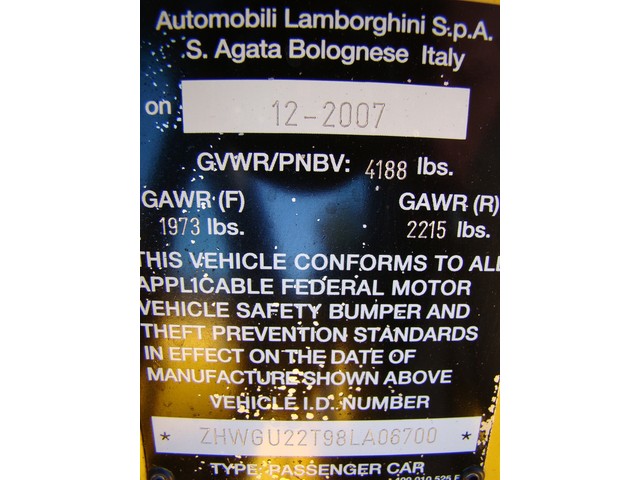 Automobili Lamborghini S.p.A.
S. Agata Bolognese Italy
on 12-2007
GVWR/PNBV: 4188 lbs.
GAWR (F) GAWR (R)
1973 lbs. 2215 lbs.
THIS VEHICLE CONFORMS TO ALL
APPLICABLE FEDERAL MOTOR
VEHICLE SAFETY BUMPER AND
THEFT PREVENTION STANDARDS
IN EFFECT ON THE DATE OF
MANUFACTURE SHOWN ABOVE
VEHICLE I.D. NUMBER
* ZHWGU22T98LA06700 *
TYPE: PASSENGER CAR
010 525 F